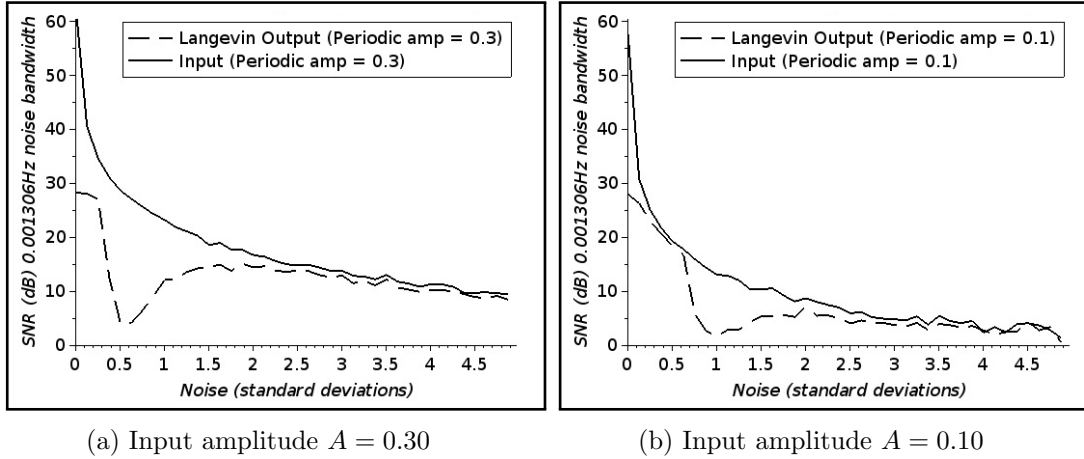 SNR (dB) 0.001306Hz noise bandwidth
60
50
40
30
20
10
0
Langevin Output (Periodic amp = 0.3)
Input (Periodic amp = 0.3)
0 0.5 1 1.5 2 2.5 3 3.5 4 4.5
Noise (standard deviations)
(a) Input amplitude A = 0.30
SNR (dB) 0.001306Hz noise bandwidth
60
50
40
30
20
10
0
Langevin Output (Periodic amp = 0.1)
Input (Periodic amp = 0.1)
0 0.5 1 1.5 2 2.5 3 3.5 4 4.5
Noise (standard deviations)
(b) Input amplitude A = 0.10